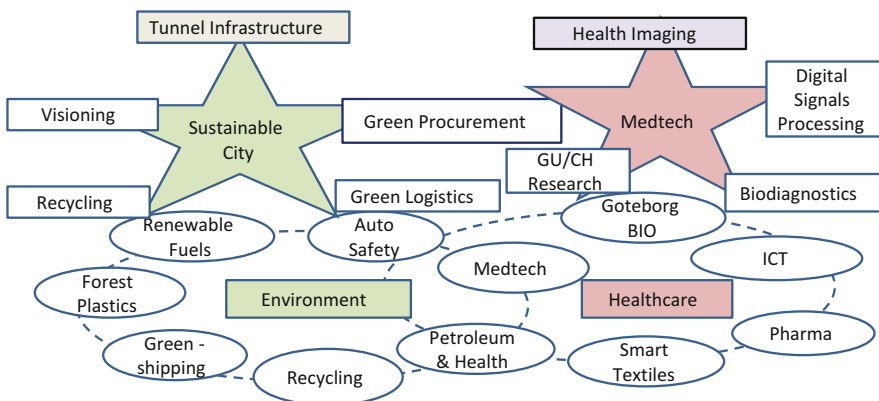 Tunnel Infrastructure
Health Imaging
Visioning
Sustainable
City
Green Procurement
Medtech
Digital
Signals
Processing
GU/CH
Research
Recycling
Green Logistics
Biodiagnostics
Renewable
Fuels
Auto
Safety
Goteborg
BIO
Medtech
ICT
Forest
Plastics
Environment
Healthcare
Green -
shipping
Petroleum
& Health
Pharma
Recycling
Smart
Textiles